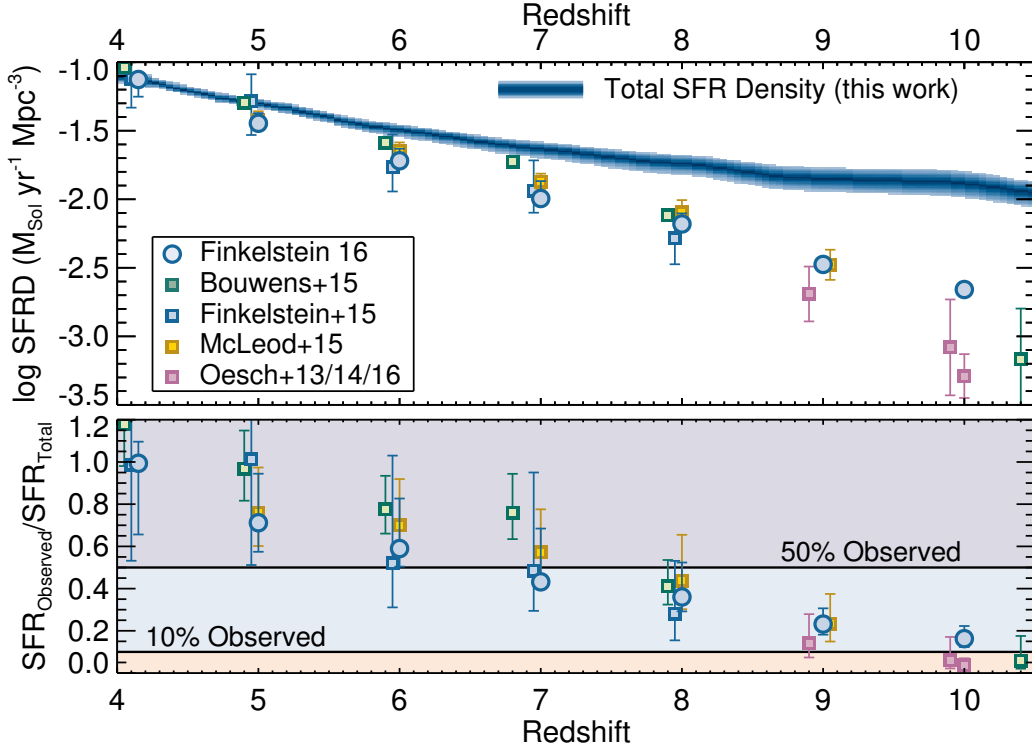 Redshift
4 5 6 7 8 9 10
-1.0
-1.5
-2.0
-2.5
-3.0
-3.5
log SFRD (M_Sol yr^-1 Mpc^-3)
Total SFR Density (this work)
Finkelstein 16
Bouwens+15
Finkelstein+15
McLeod+15
Oesch+13/14/16
1.2
1.0
0.8
0.6
0.4
0.2
0.0
SFR_Observed/SFR_Total
50% Observed
10% Observed
4 5 6 7 8 9 10
Redshift